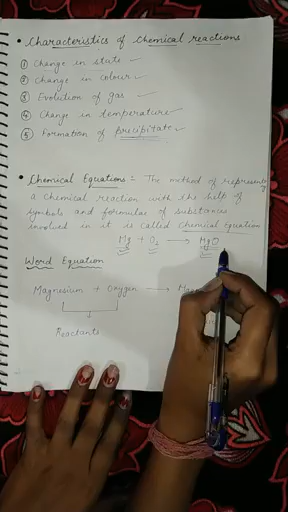 • Characteristics of Chemical reactions
① Change in state ✓
② Change in colour ✓
③ Evolution of gas ✓
④ Change in temperature ✓
⑤ Formation of precipitate ✓
• Chemical Equations :- The method of representing
a chemical reaction with the help of
symbols and formulas of substances
involved in it is called Chemical equation
Mg + O₂ → MgO
Word Equation
Magnesium + Oxygen →
Reactants